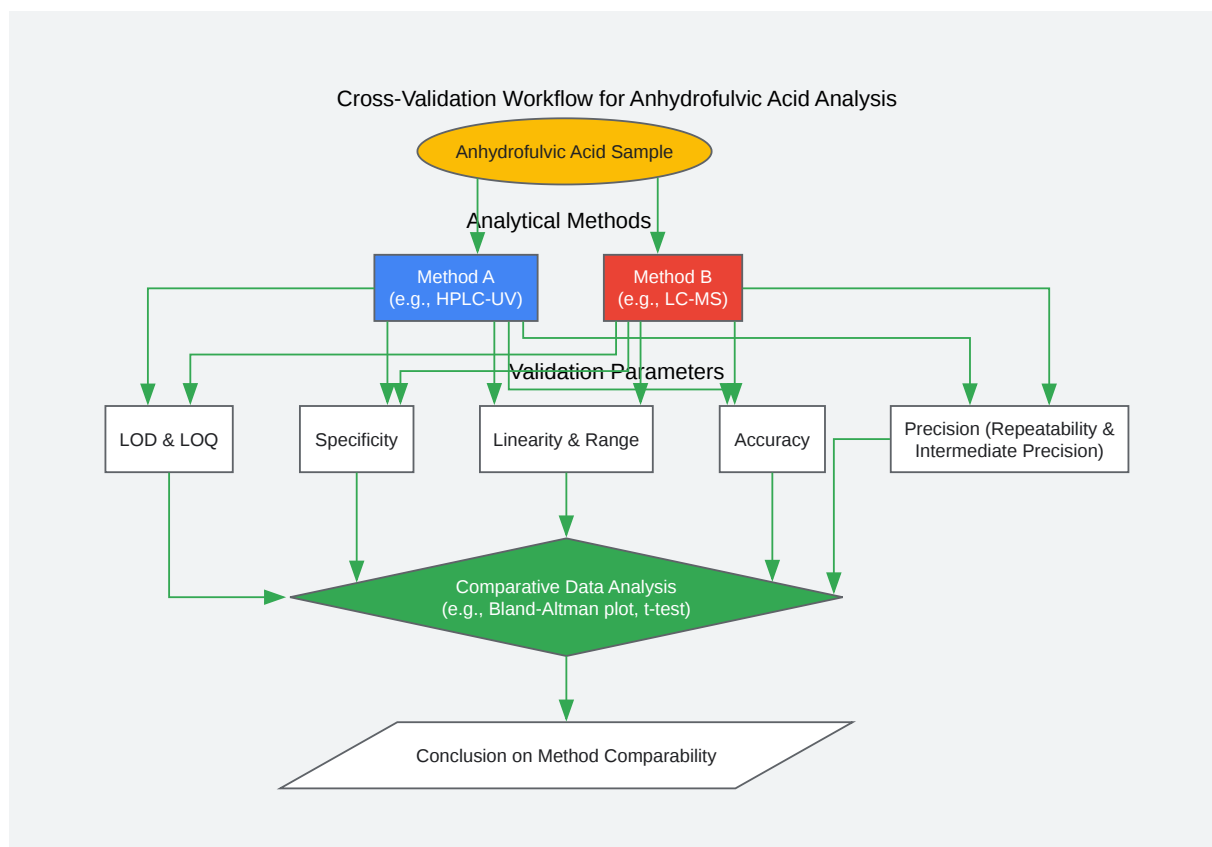 Cross-Validation Workflow for Anhydrofulvic Acid Analysis
Anhydrofulvic Acid Sample
Analytical Methods
Method A
(e.g., HPLC-UV)
Method B
(e.g., LC-MS)
Validation Parameters
LOD & LOQ
Specificity
Linearity & Range
Accuracy
Precision (Repeatability &
Intermediate Precision)
Comparative Data Analysis
(e.g., Bland-Altman plot, t-test)
Conclusion on Method Comparability